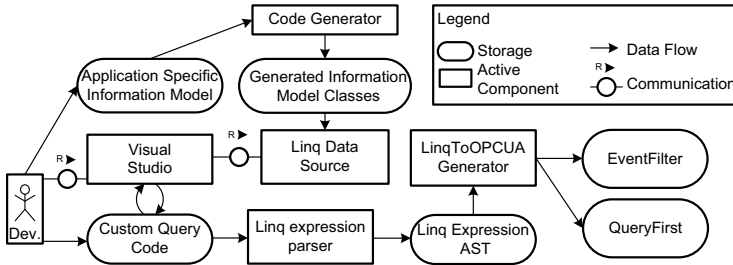 Code Generator
Legend
Storage
Active
Component
Data Flow
R
Communication
Application Specific
Information Model
Generated Information
Model Classes
R
Visual
Studio
R
Linq Data
Source
LinqToOPCUA
Generator
EventFilter
Dev.
Custom Query
Code
Linq expression
parser
Linq Expression
AST
QueryFirst